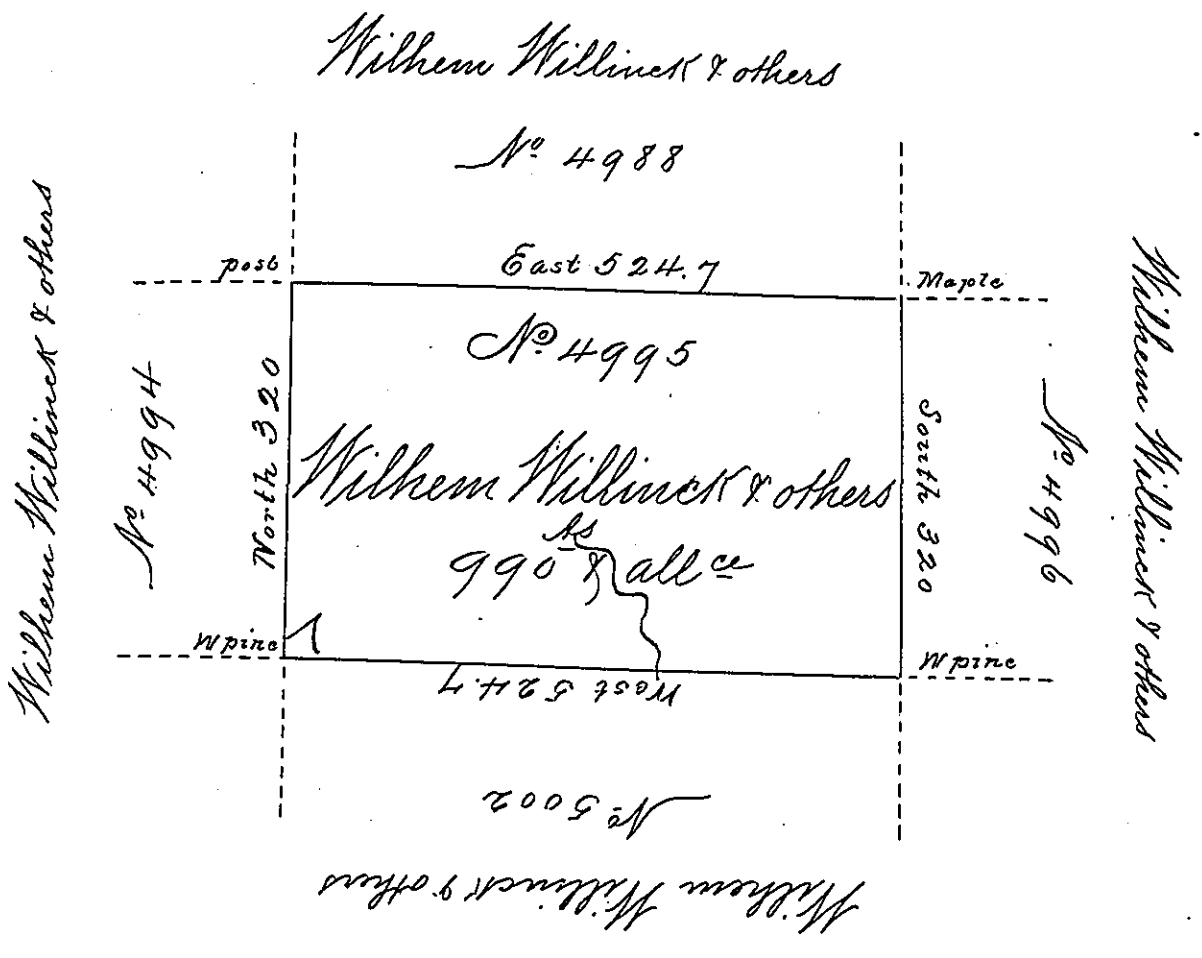 Wilhem Willinck & others
No 4988
East 524.7
post
Maple
No 4995
Wilhem Willinck & others
990 As & allce
North 320
South 320
No 4994
Wilhem Willinck & others
No 4996
Wilhem Willinck & others
W pine
W pine
West 524.7
No 5002
Wilhem Willinck & others